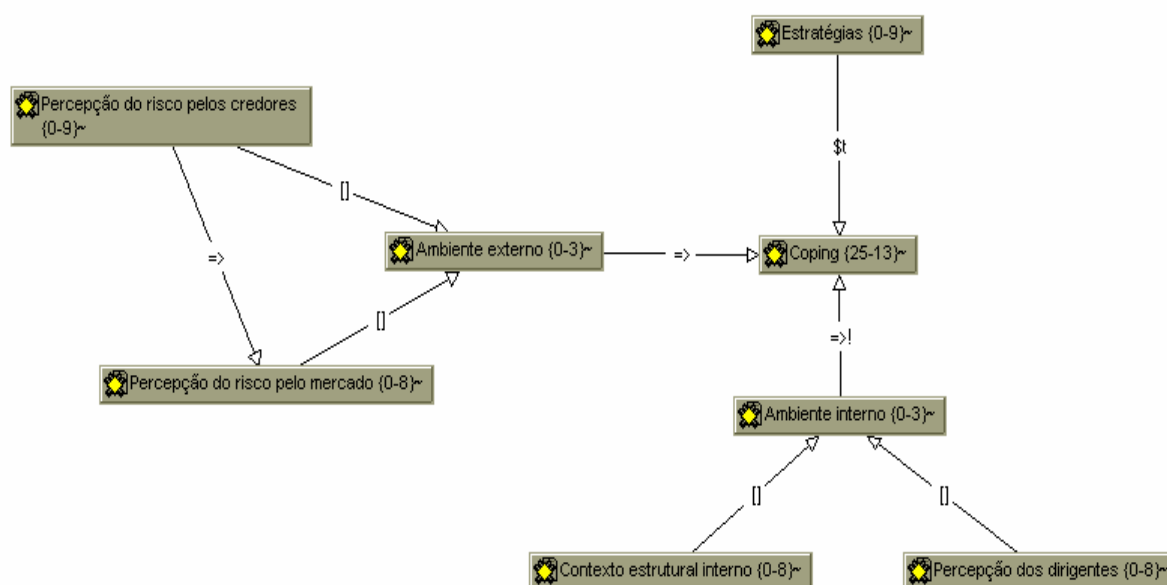 Estratégias {0-9}~
Percepção do risco pelos credores
{0-9}~
$t
[]
=>
Ambiente externo {0-3}~
=>
Coping {25-13}~
[]
=>!
Percepção do risco pelo mercado {0-8}~
Ambiente interno {0-3}~
[]
[]
Contexto estrutural interno {0-8}~
Percepção dos dirigentes {0-8}~